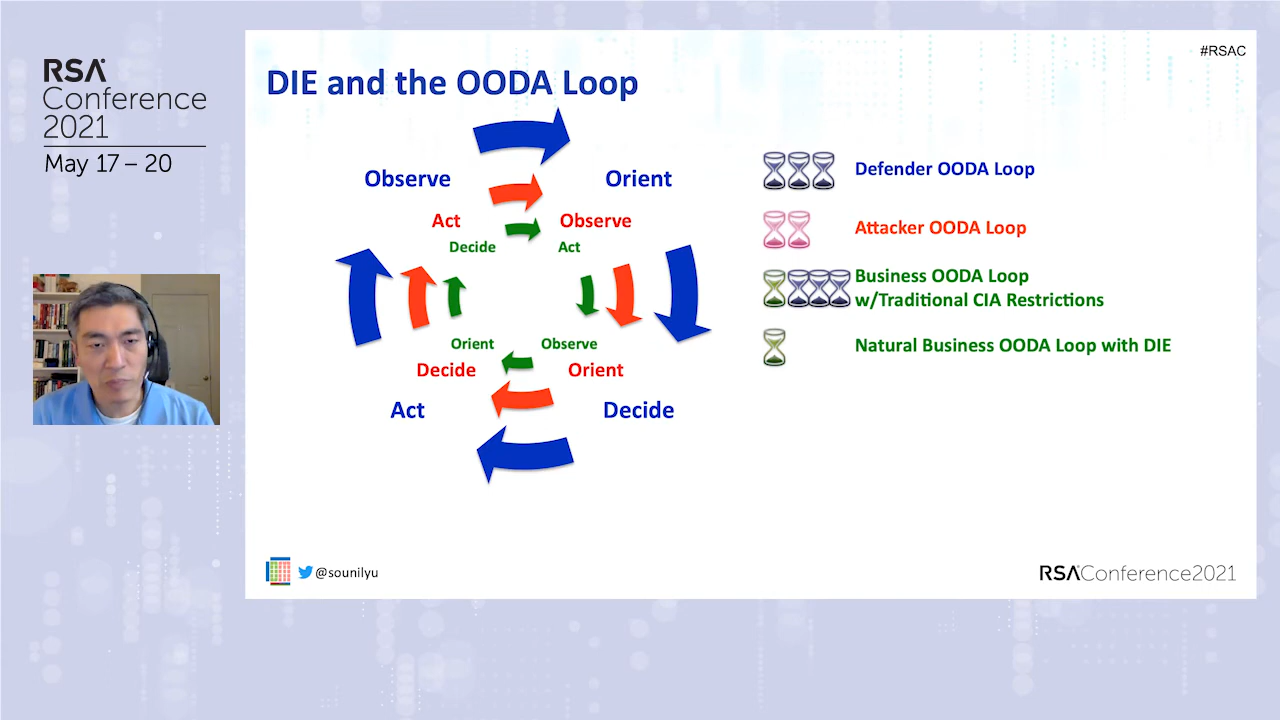 RSA
Conference
2021
May 17 – 20
#RSAC
DIE and the OODA Loop
Observe
Orient
Act
Observe
Decide
Act
Orient
Observe
Decide
Orient
Act
Decide
Defender OODA Loop
Attacker OODA Loop
Business OODA Loop
w/Traditional CIA Restrictions
Natural Business OODA Loop with DIE
@sounilyu
RSAConference2021